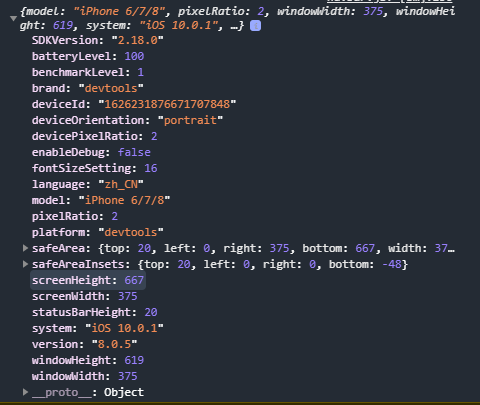 {model: "iPhone 6/7/8", pixelRatio: 2, windowWidth: 375, windowHei
ght: 619, system: "iOS 10.0.1", …}
SDKVersion: "2.18.0"
batteryLevel: 100
benchmarkLevel: 1
brand: "devtools"
deviceId: "1626231876671707848"
deviceOrientation: "portrait"
devicePixelRatio: 2
enableDebug: false
fontSizeSetting: 16
language: "zh_CN"
model: "iPhone 6/7/8"
pixelRatio: 2
platform: "devtools"
safeArea: {top: 20, left: 0, right: 375, bottom: 667, width: 37…
safeAreaInsets: {top: 20, left: 0, right: 0, bottom: -48}
screenHeight: 667
screenWidth: 375
statusBarHeight: 20
system: "iOS 10.0.1"
version: "8.0.5"
windowHeight: 619
windowWidth: 375
__proto__: Object